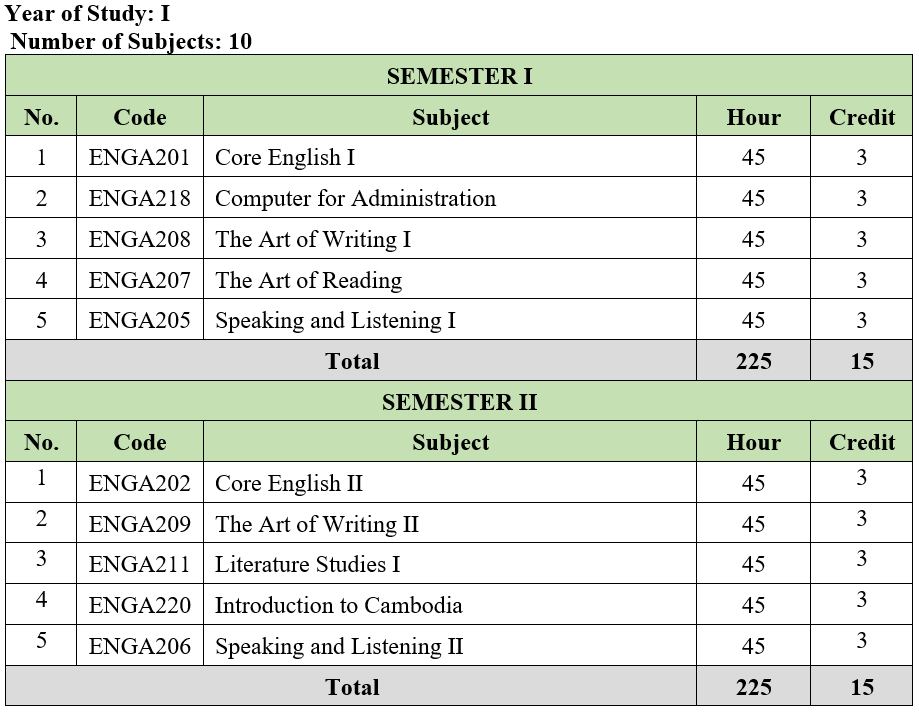 Year of Study: I
Number of Subjects: 10
SEMESTER I
No. Code Subject Hour Credit
1 ENGA201 Core English I 45 3
2 ENGA218 Computer for Administration 45 3
3 ENGA208 The Art of Writing I 45 3
4 ENGA207 The Art of Reading 45 3
5 ENGA205 Speaking and Listening I 45 3
Total 225 15
SEMESTER II
No. Code Subject Hour Credit
1 ENGA202 Core English II 45 3
2 ENGA209 The Art of Writing II 45 3
3 ENGA211 Literature Studies I 45 3
4 ENGA220 Introduction to Cambodia 45 3
5 ENGA206 Speaking and Listening II 45 3
Total 225 15